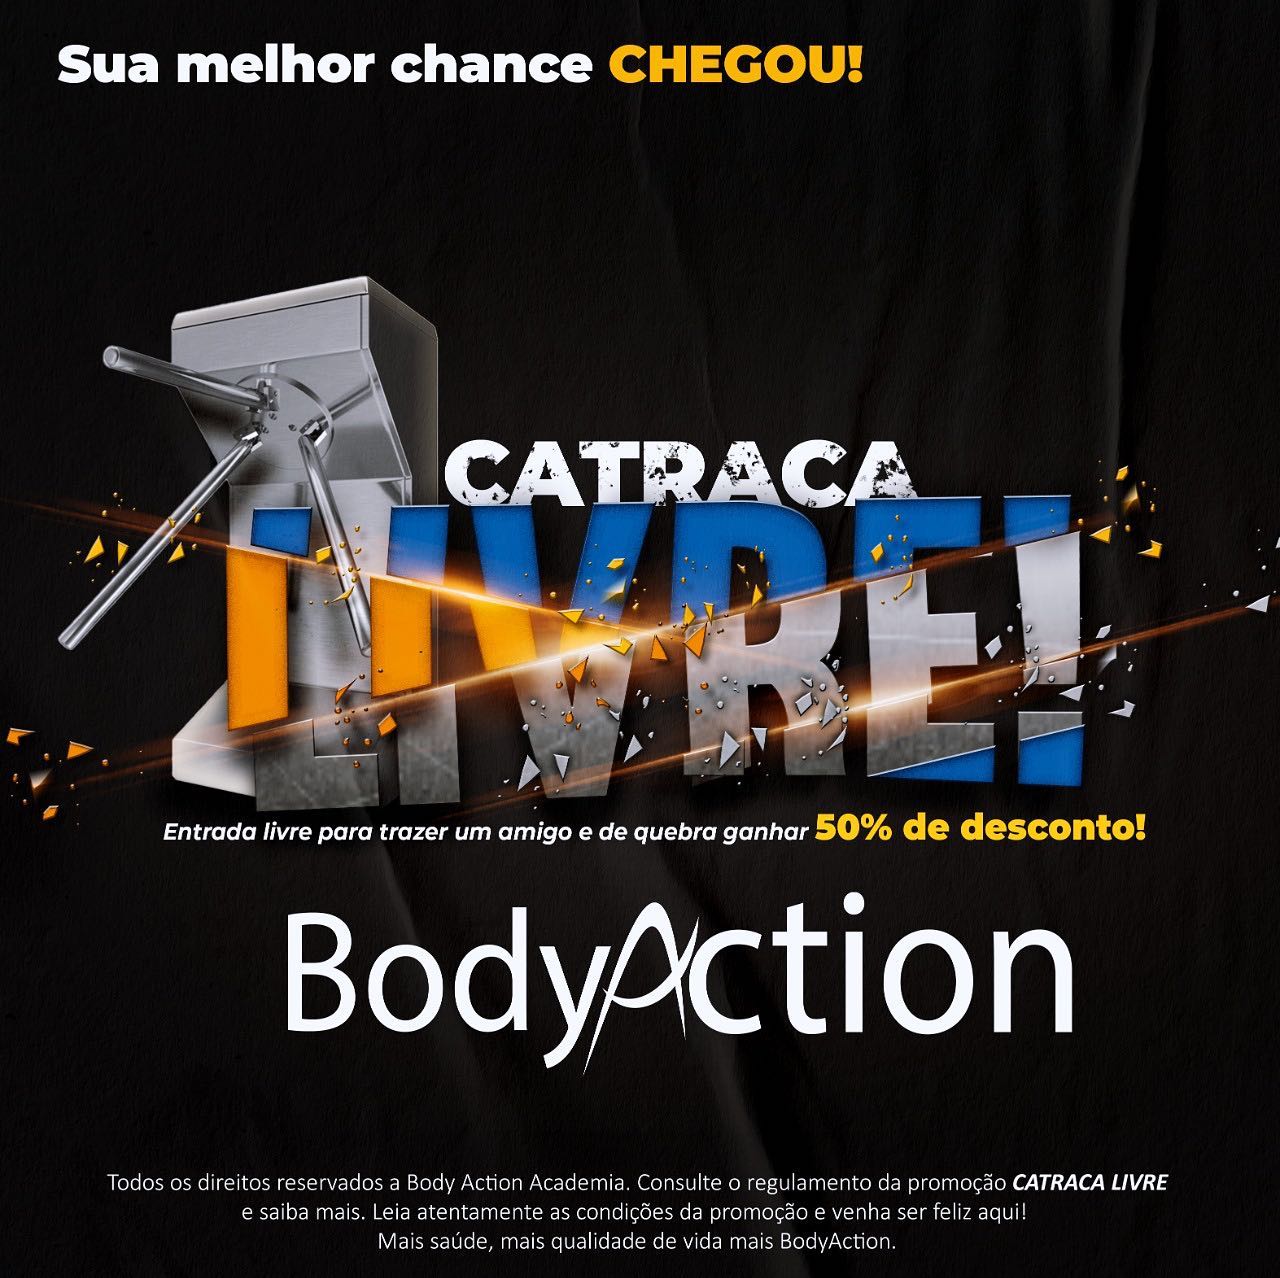 Sua melhor chance CHEGOU!
CATRACA
LIVRE!
Entrada livre para trazer um amigo e de quebra ganhar 50% de desconto!
BodyAction
Todos os direitos reservados a Body Action Academia. Consulte o regulamento da promoção CATRACA LIVRE
e saiba mais. Leia atentamente as condições da promoção e venha ser feliz aqui!
Mais saúde, mais qualidade de vida mais BodyAction.